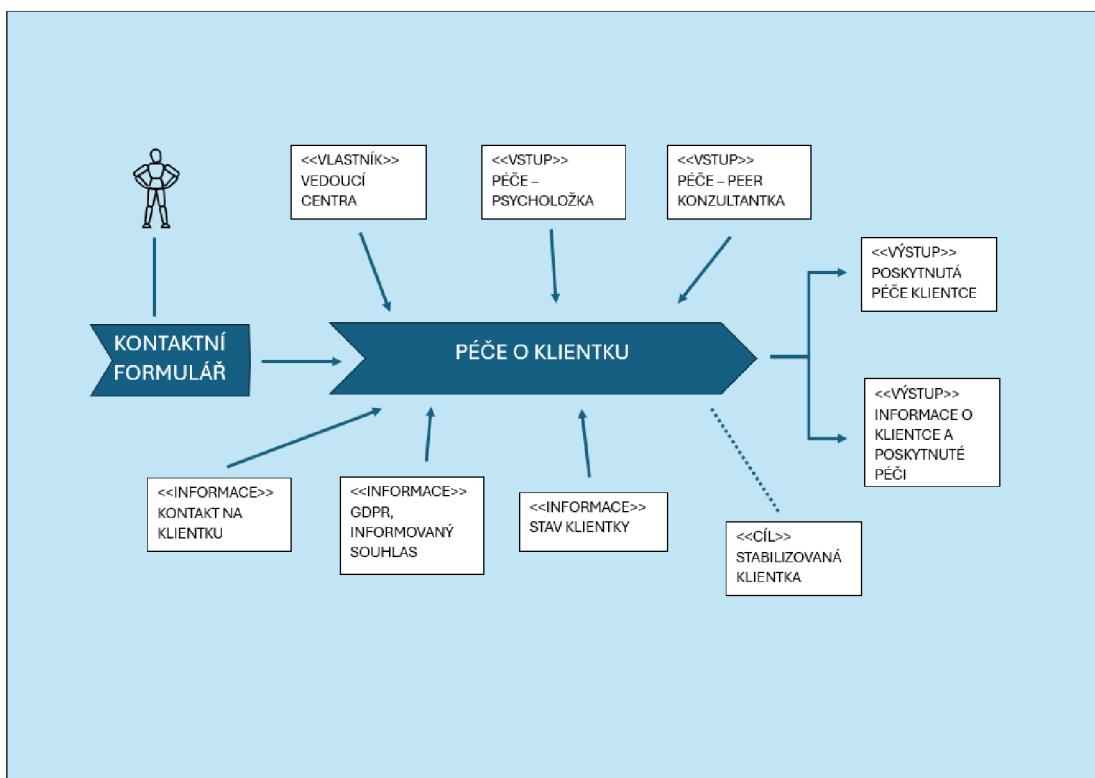 <<VLASTNÍK>>
VEDOUCÍ
CENTRA
<<VSTUP>>
PÉČE –
PSYCHOLOŽKA
<<VSTUP>>
PÉČE – PEER
KONZULTANTKA
<<VÝSTUP>>
POSKYTNUTÁ
PÉČE KLIENTCE
KONTAKTNÍ
FORMULÁŘ
PÉČE O KLIENTKU
<<VÝSTUP>>
INFORMACE O
KLIENTCE A
POSKYTNUTÉ
PÉČI
<<INFORMACE>>
KONTAKT NA
KLIENTKU
<<INFORMACE>>
GDPR,
INFORMOVANÝ
SOUHLAS
<<INFORMACE>>
STAV KLIENTKY
<<CÍL>>
STABILIZOVANÁ
KLIENTKA